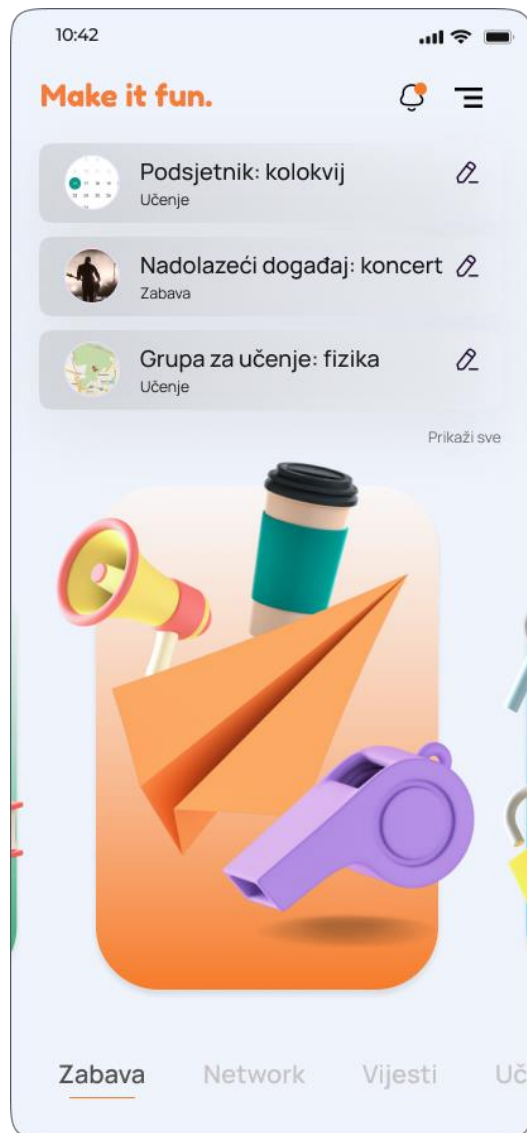 10:42
Make it fun.
Podsjetnik: kolokvij
Učenje
Nadolazeći događaj: koncert
Zabava
Grupa za učenje: fizika
Učenje
Prikaži sve
Zabava Network Vijesti Uč